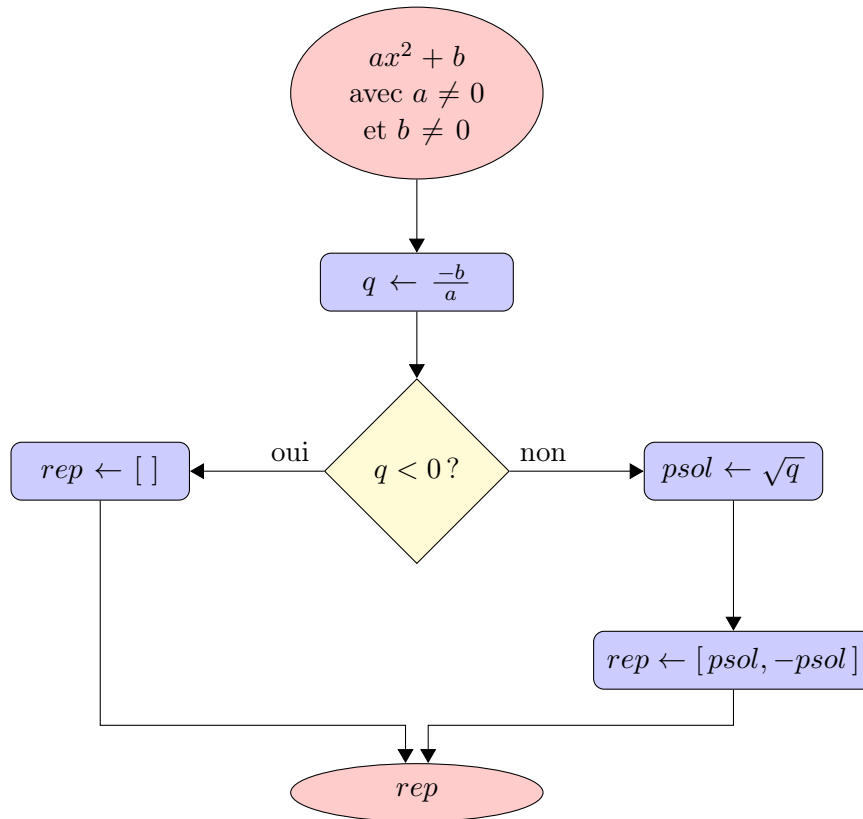 ax² + b
avec a ≠ 0
et b ≠ 0
q ← −b/a
oui
q < 0 ?
non
rep ← [ ]
psol ← √q
rep ← [ psol, −psol ]
rep